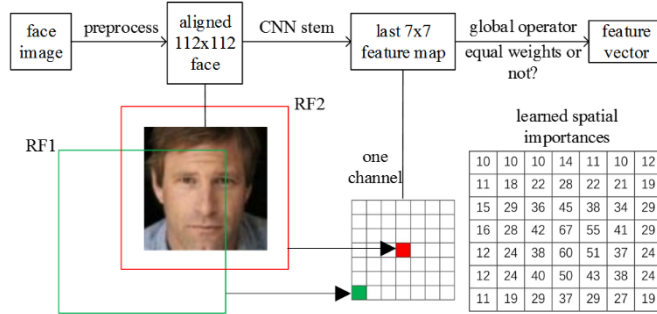 face
image
preprocess
aligned
112x112
face
CNN stem
last 7x7
feature map
global operator
equal weights or
not?
feature
vector
RF2
RF1
one
channel
learned spatial
importances
10 10 10 14 11 10 12
11 18 22 28 22 21 19
15 29 36 45 38 34 29
16 28 42 67 55 41 29
12 24 38 60 51 37 24
12 24 40 50 43 38 24
11 19 29 37 29 27 19